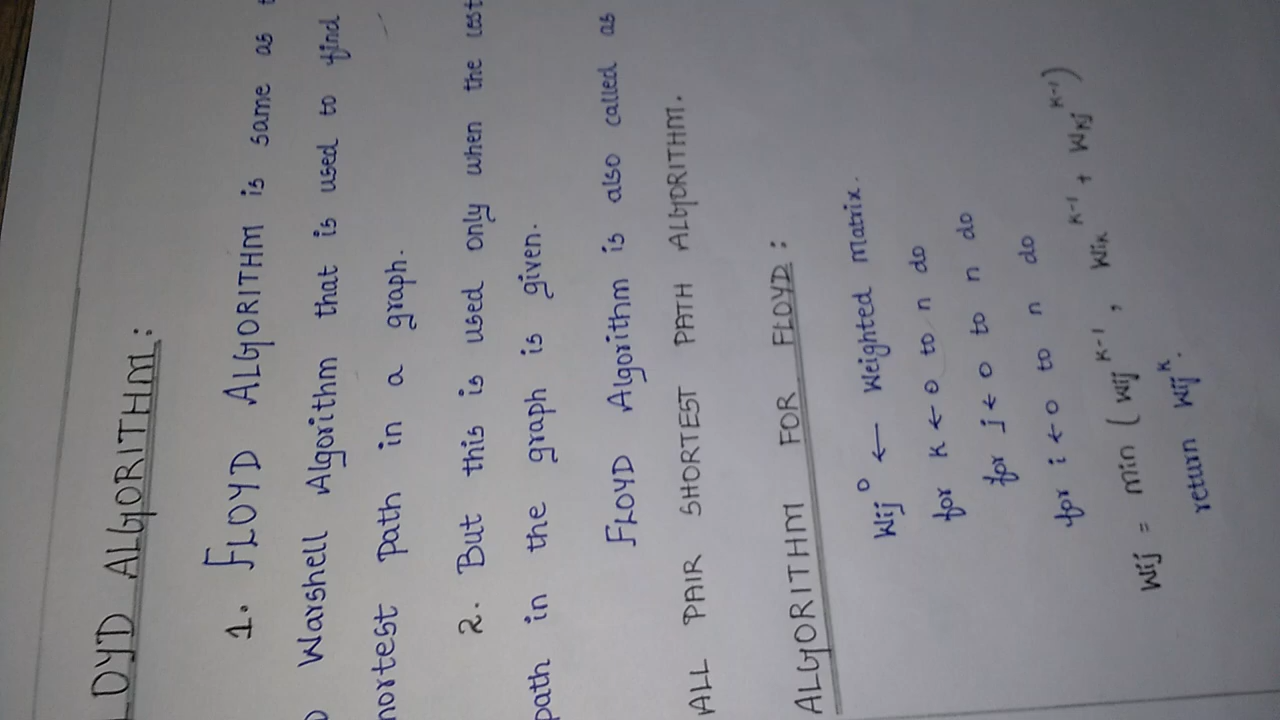 LOYD ALGORITHM:
1. FLOYD ALGORITHM is same as
Warshell Algorithm that is used to find
hortest path in a graph.
2. But this is used only when the cost
path in the graph is given.
FLOYD Algorithm is also called as
ALL PAIR SHORTEST PATH ALGORITHM.
ALGORITHM FOR FLOYD:
Wij⁰ ← Weighted Matrix.
for K ← 0 to n do
for j ← 0 to n do
for i ← 0 to n do
Wij = min ( Wij^K-1 , Wik^K-1 + Wkj^K-1 )
return Wij^K.